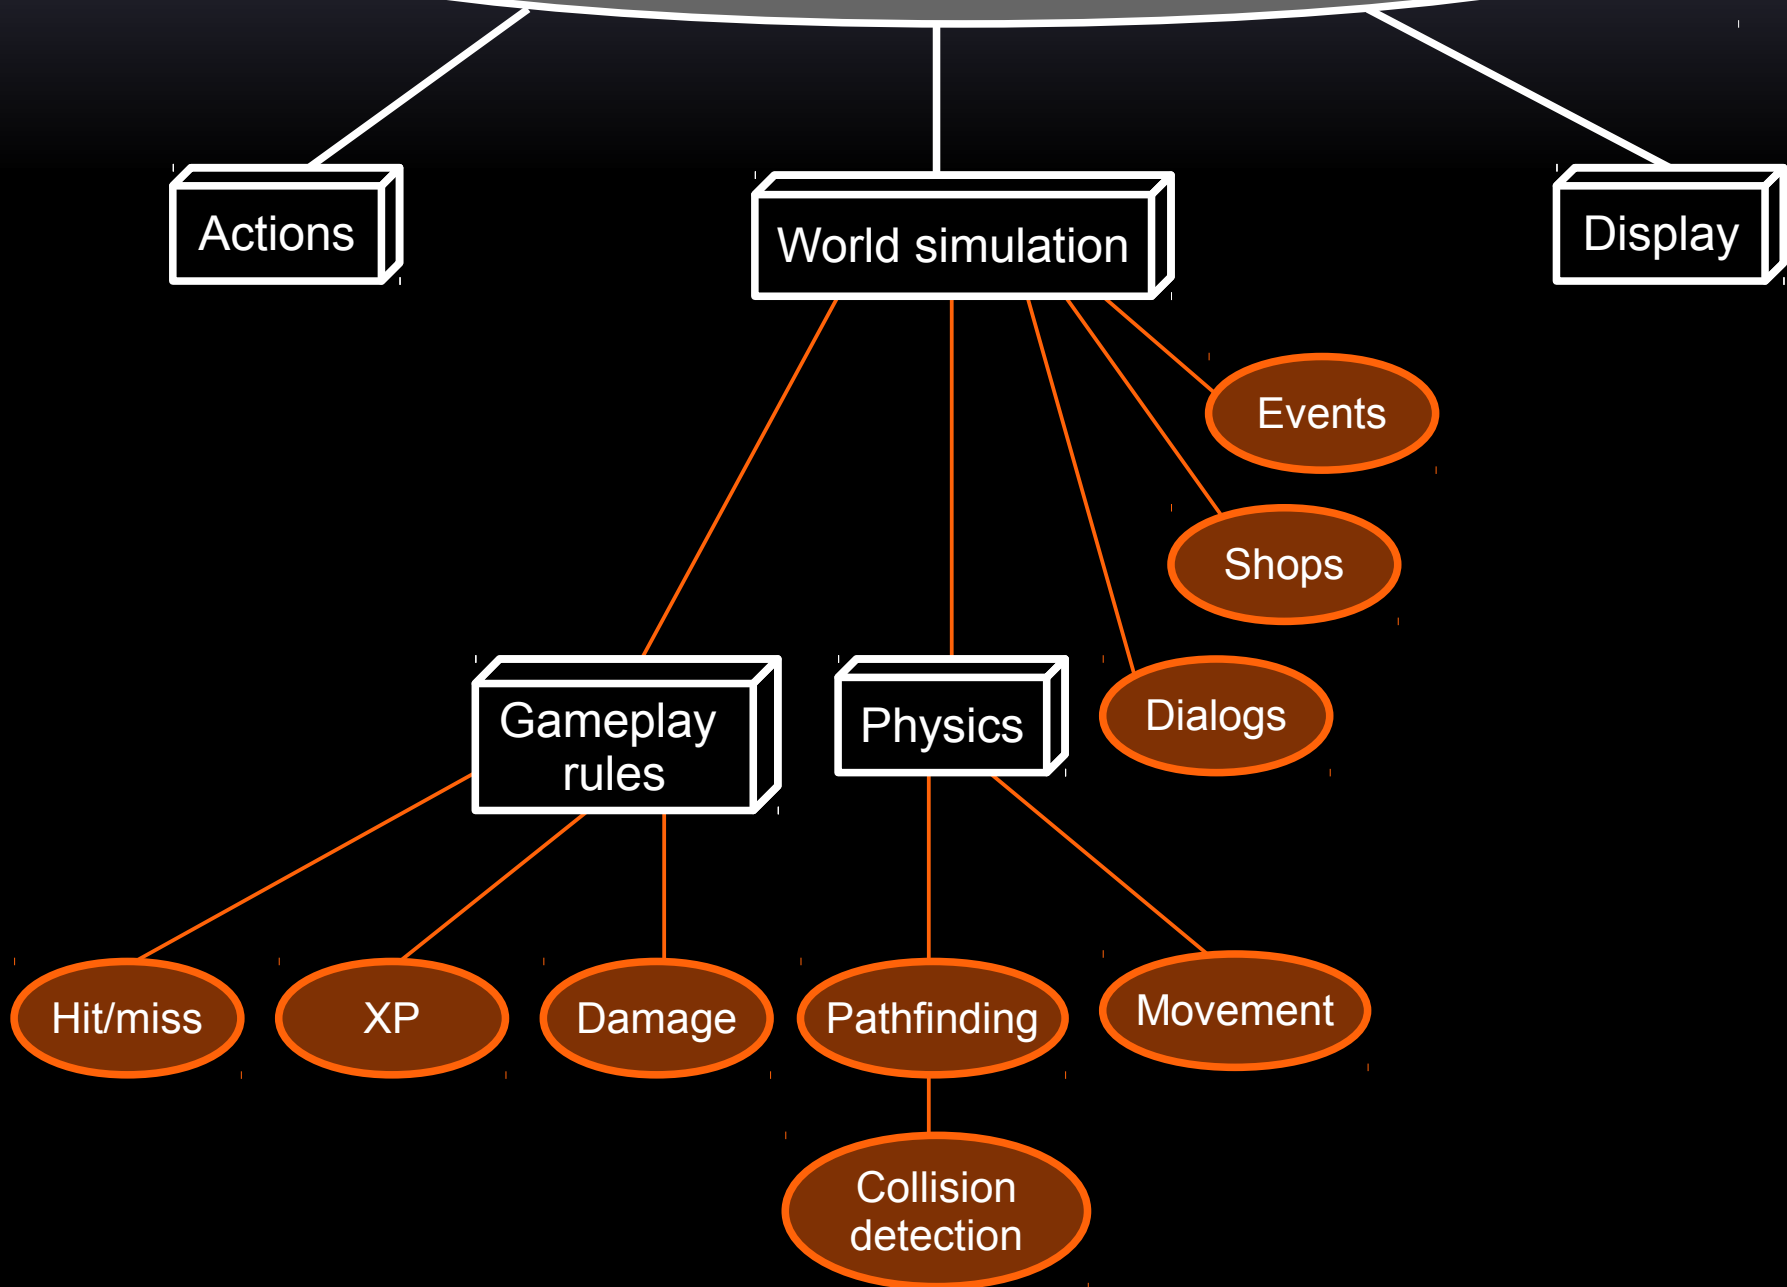 Actions
World simulation
Display
Events
Shops
Gameplay
rules
Physics
Dialogs
Hit/miss
XP
Damage
Pathfinding
Movement
Collision
detection